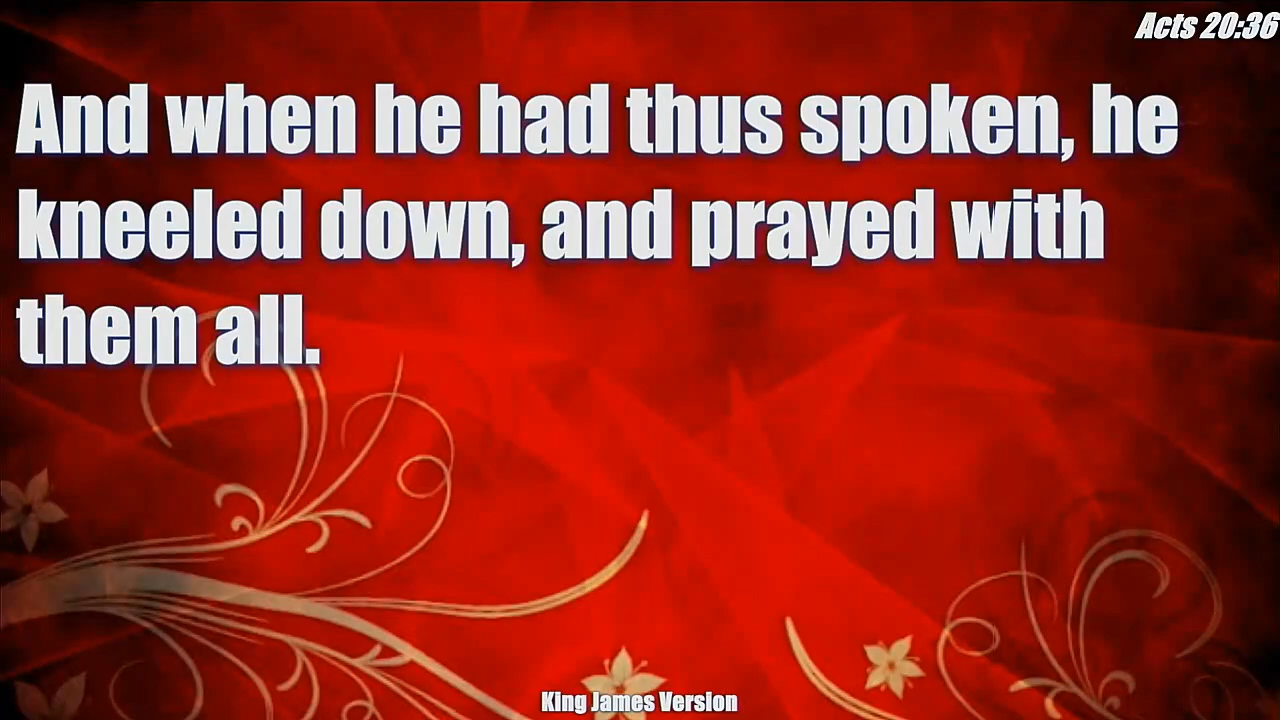 Acts 20:36
And when he had thus spoken, he
kneeled down, and prayed with
them all.
King James Version